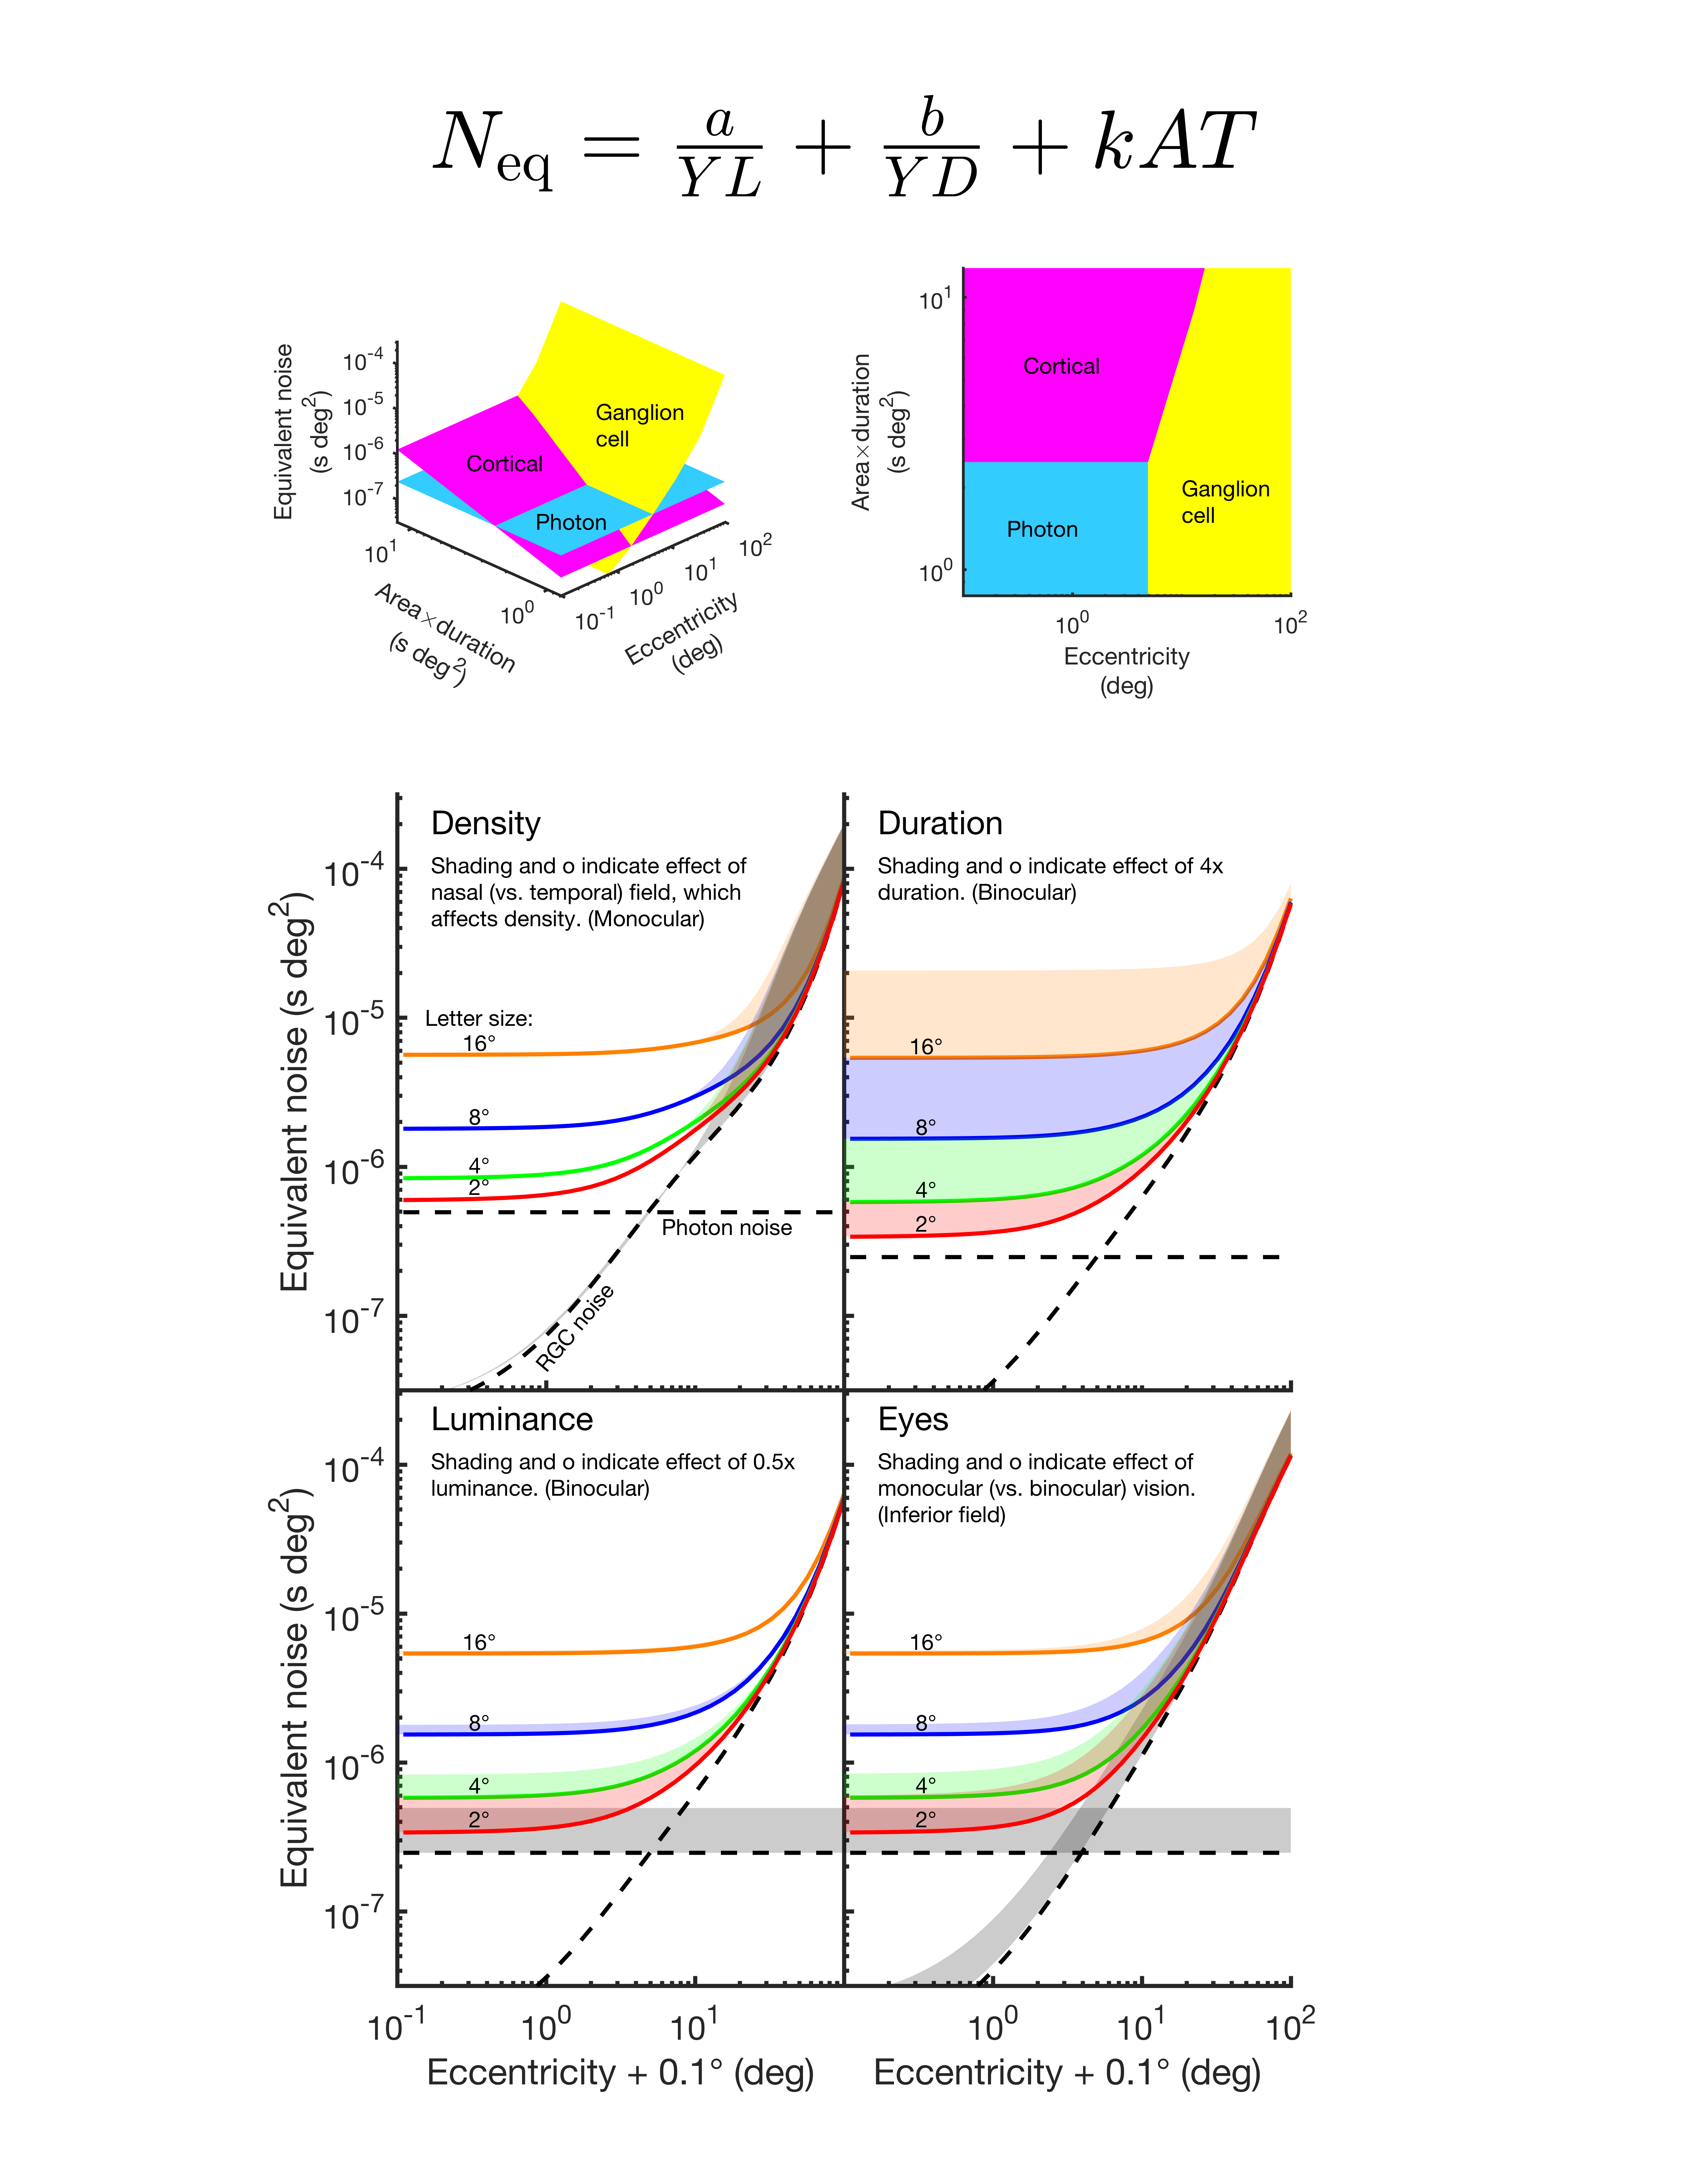 N_eq = a/YL + b/YD + kAT
Equivalent noise
(s deg^2)
10^-4
10^-5
10^-6
10^-7
Cortical
Ganglion
cell
Photon
10^1
10^0
Area×duration
(s deg^2)
10^-1
10^0
10^1
10^2
Eccentricity
(deg)
Area×duration
(s deg^2)
10^1
10^0
Cortical
Photon
Ganglion
cell
10^0
10^2
Eccentricity
(deg)
Equivalent noise (s deg^2)
10^-4
10^-5
10^-6
10^-7
Density
Shading and o indicate effect of
nasal (vs. temporal) field, which
affects density. (Monocular)
Letter size:
16°
8°
4°
2°
Photon noise
RGC noise
Duration
Shading and o indicate effect of 4x
duration. (Binocular)
16°
8°
4°
2°
Equivalent noise (s deg^2)
10^-4
10^-5
10^-6
10^-7
Luminance
Shading and o indicate effect of 0.5x
luminance. (Binocular)
16°
8°
4°
2°
Eyes
Shading and o indicate effect of
monocular (vs. binocular) vision.
(Inferior field)
16°
8°
4°
2°
10^-1
10^0
10^1
10^0
10^1
10^2
Eccentricity + 0.1° (deg)
Eccentricity + 0.1° (deg)